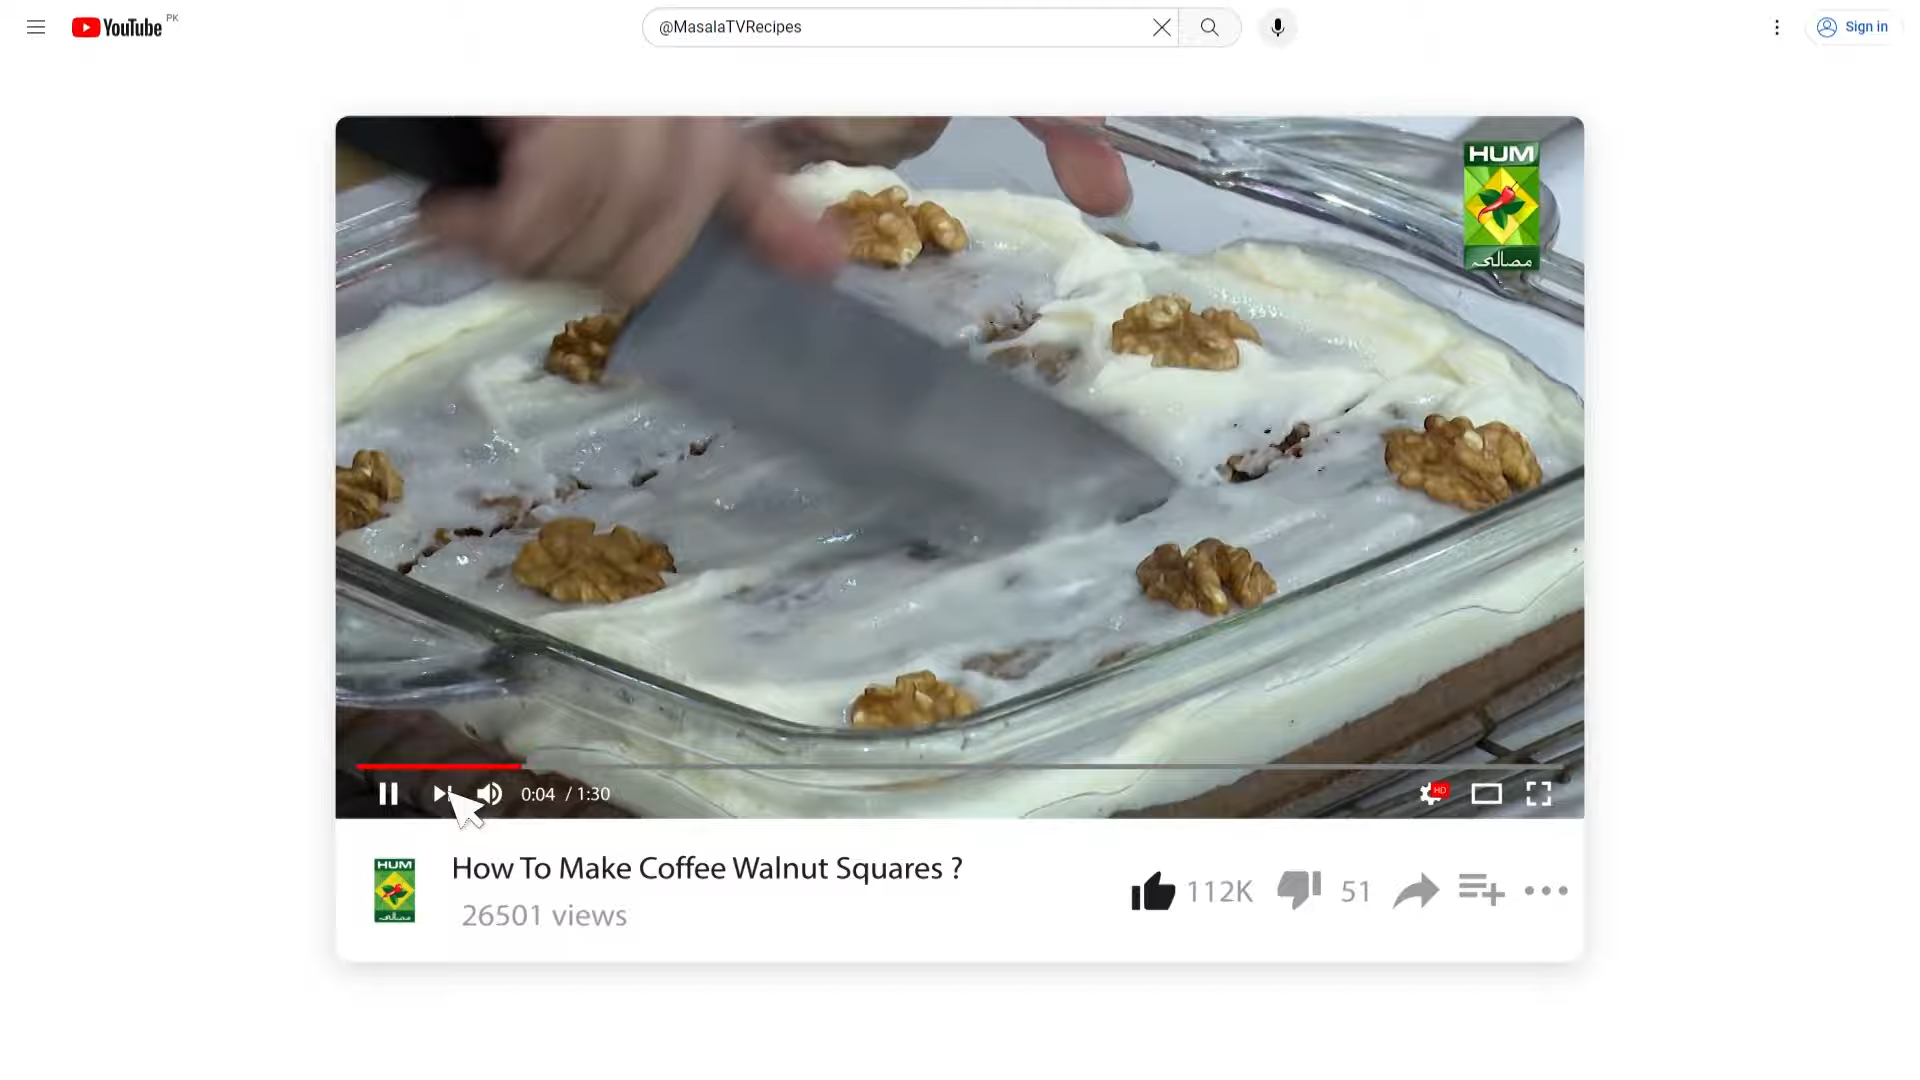 YouTube PK
@MasalaTVRecipes
Sign in
HUM
مصالحہ
0:04 / 1:30
HD
How To Make Coffee Walnut Squares ?
26501 views
112K
51
HUM
مصالحہ